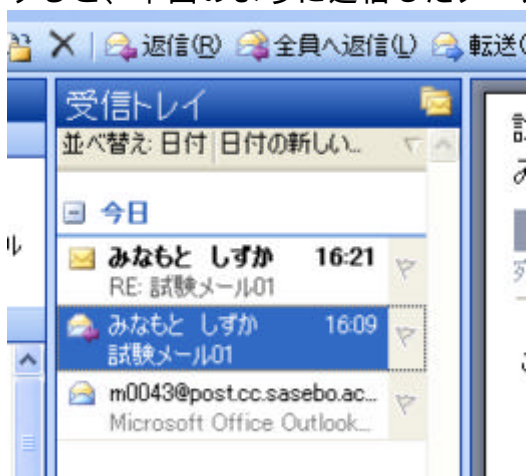 返信(R) 全員へ返信(L) 転送(
受信トレイ
並べ替え: 日付 日付の新しい...
今日
みなもと しずか 16:21
RE: 試験メール01
みなもと しずか 16:09
試験メール01
m0043@post.cc.sasebo.ac...
Microsoft Office Outlook...
ル